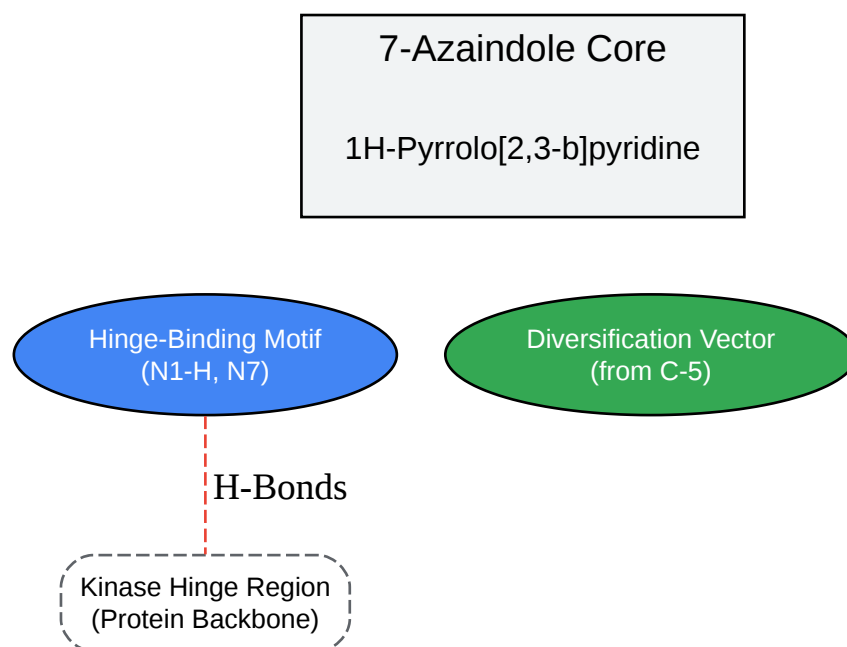 7-Azaindole Core
1H-Pyrrolo[2,3-b]pyridine
Hinge-Binding Motif
(N1-H, N7)
Diversification Vector
(from C-5)
H-Bonds
Kinase Hinge Region
(Protein Backbone)